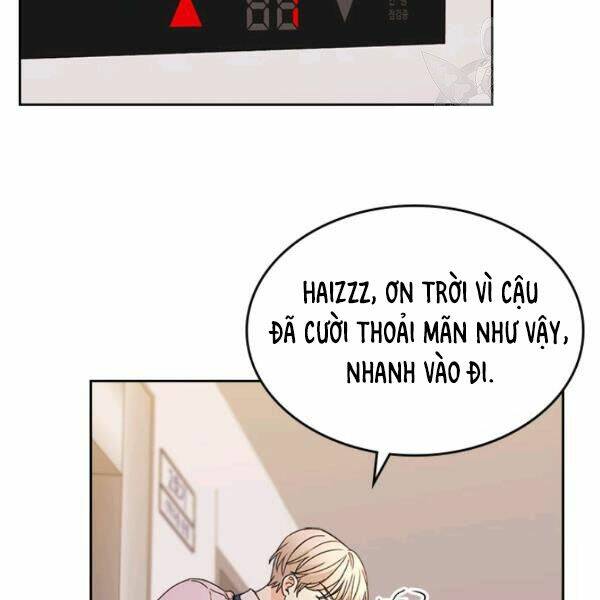 HAIZZZ, ƠN TRỜI VÌ CẬU
ĐÃ CƯỜI THOẢI MÃN NHƯ VẬY,
NHANH VÀO ĐI.